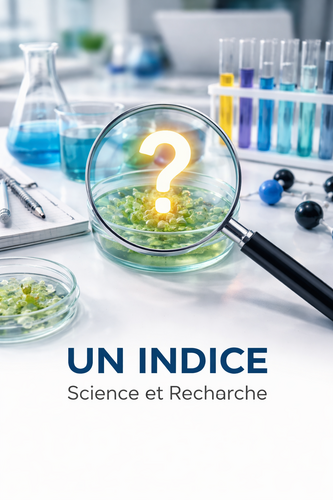 ?
UN INDICE
Science et Recharche